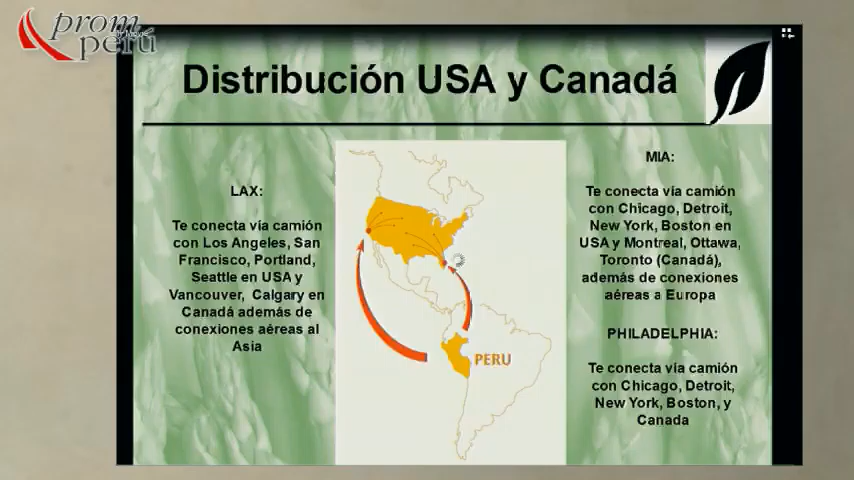 prom
perú
Distribución USA y Canadá
LAX:
Te conecta vía camión
con Los Angeles, San
Francisco, Portland,
Seattle en USA y
Vancouver, Calgary en
Canadá además de
conexiones aéreas al
Asia
PERU
MIA:
Te conecta vía camión
con Chicago, Detroit,
New York, Boston en
USA y Montreal, Ottawa,
Toronto (Canadá),
además de conexiones
aéreas a Europa
PHILADELPHIA:
Te conecta vía camión
con Chicago, Detroit,
New York, Boston, y
Canada